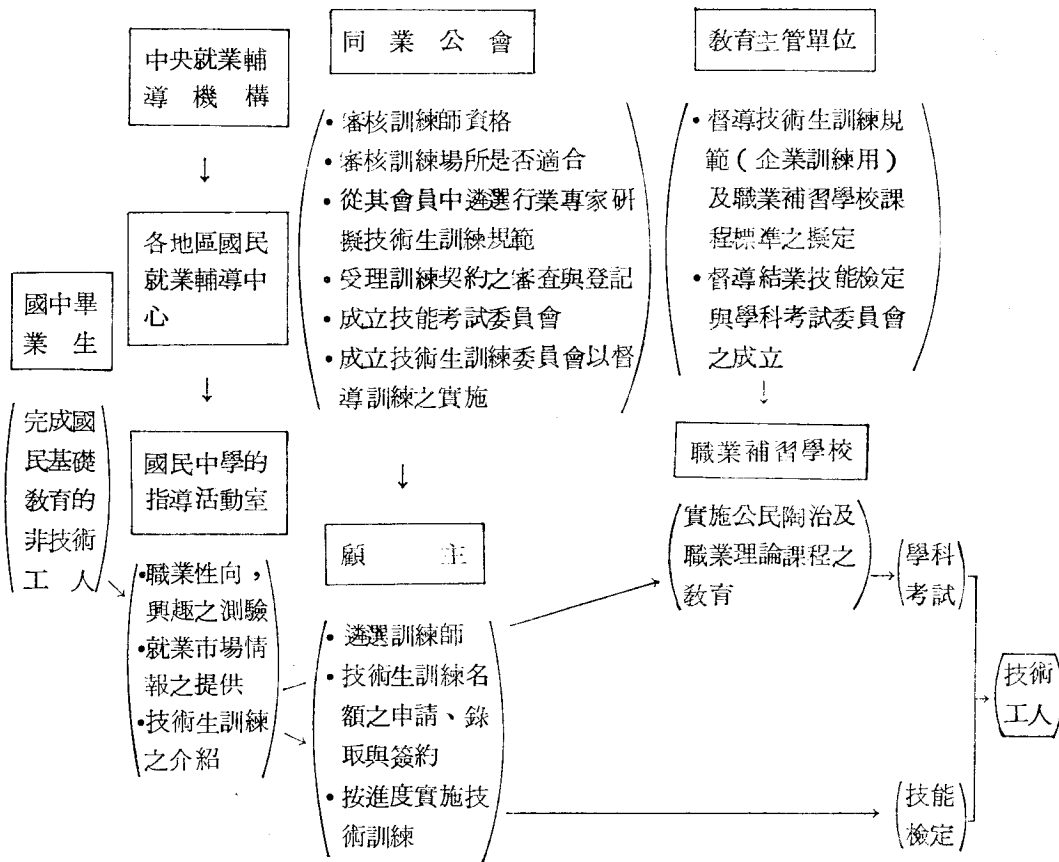 中央就業輔
導機構
各地區國民
就業輔導中
心
國中畢
業生
完成國
民基礎
教育的
非技術
工人
國民中學的
指導活動室
•職業性向，
興趣之測驗
•就業市場情
報之提供
•技術生訓練
之介紹
同業公會
•審核訓練師資格
•審核訓練場所是否適合
•從其會員中遴選行業專家研
擬技術生訓練規範
•受理訓練契約之審查與登記
•成立技能考試委員會
•成立技術生訓練委員會以督
導訓練之實施
顧主
•遴選訓練師
•技術生訓練名
額之申請、錄
取與簽約
•按進度實施技
術訓練
教育主管單位
•督導技術生訓練規
範（企業訓練用）
及職業補習學校課
程標準之擬定
•督導結業技能檢定
與學科考試委員會
之成立
職業補習學校
實施公民陶冶及
職業理論課程之
教育
學科
考試
技能
檢定
技術
工人